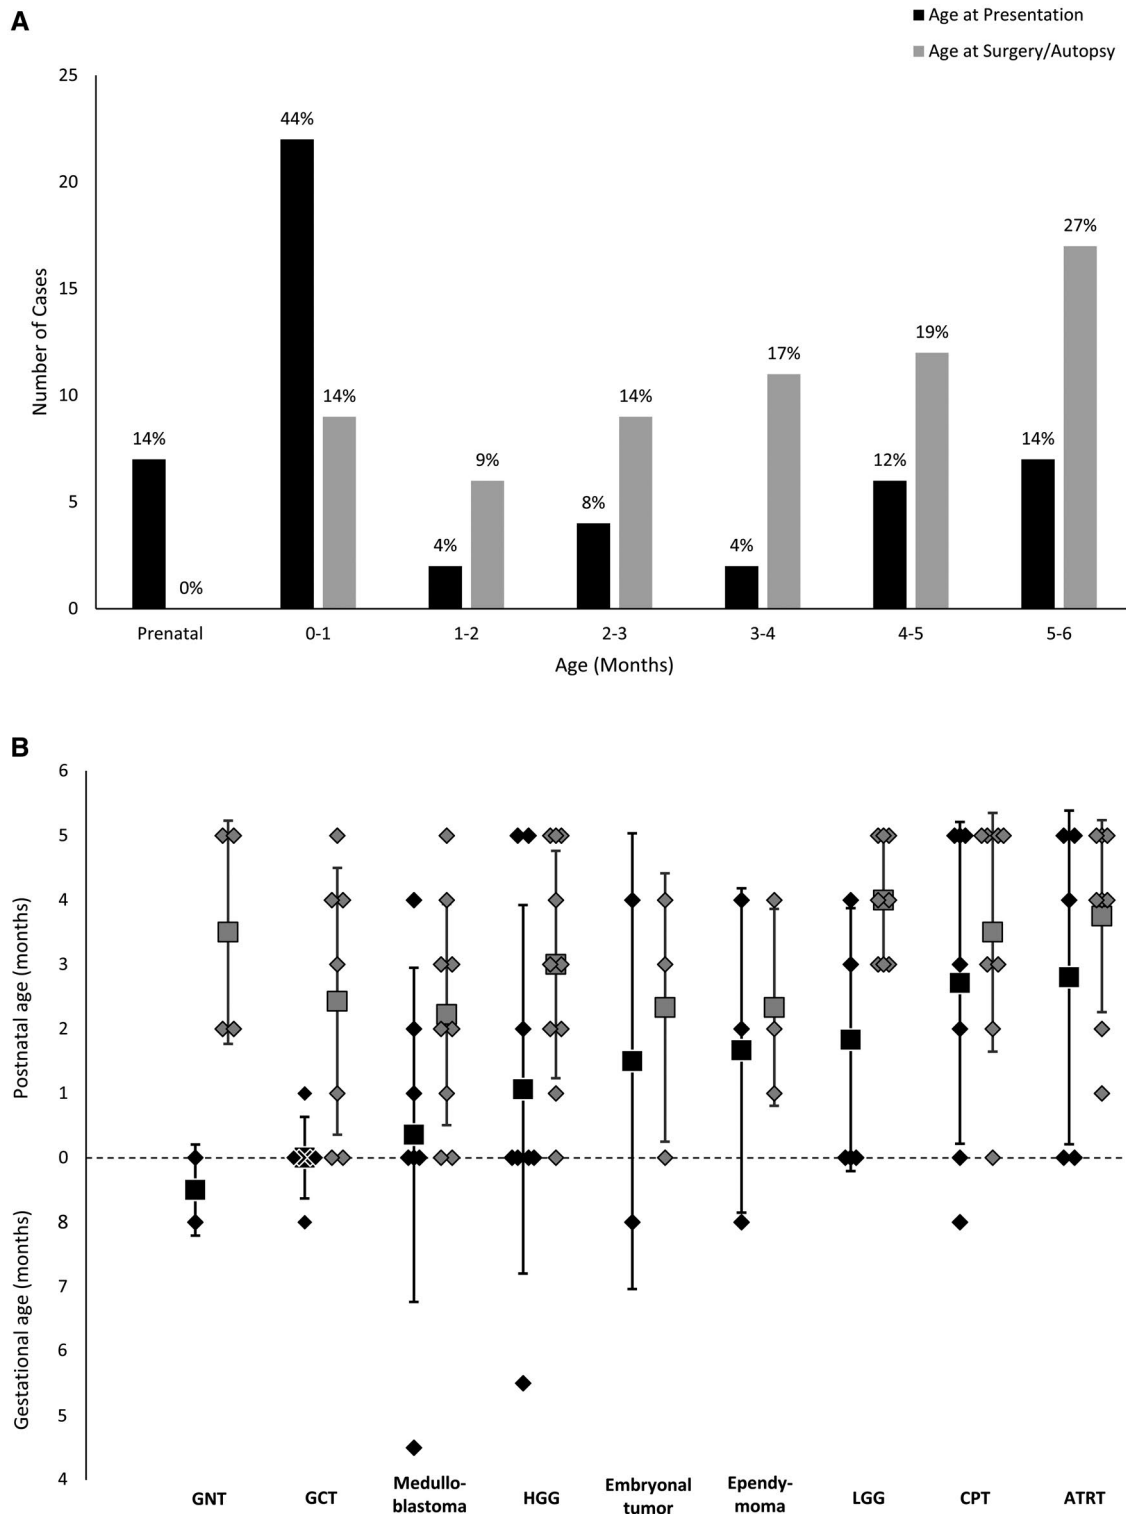 A
Age at Presentation
Age at Surgery/Autopsy
25
20
15
10
5
0
Number of Cases
14%
0%
44%
14%
4%
9%
8%
14%
4%
17%
12%
19%
14%
27%
Prenatal
0-1
1-2
2-3
3-4
4-5
5-6
Age (Months)
B
6
5
4
3
2
1
0
8
7
6
5
4
Postnatal age (months)
Gestational age (months)
GNT
GCT
Medullo-
blastoma
HGG
Embryonal
tumor
Ependy-
moma
LGG
CPT
ATRT